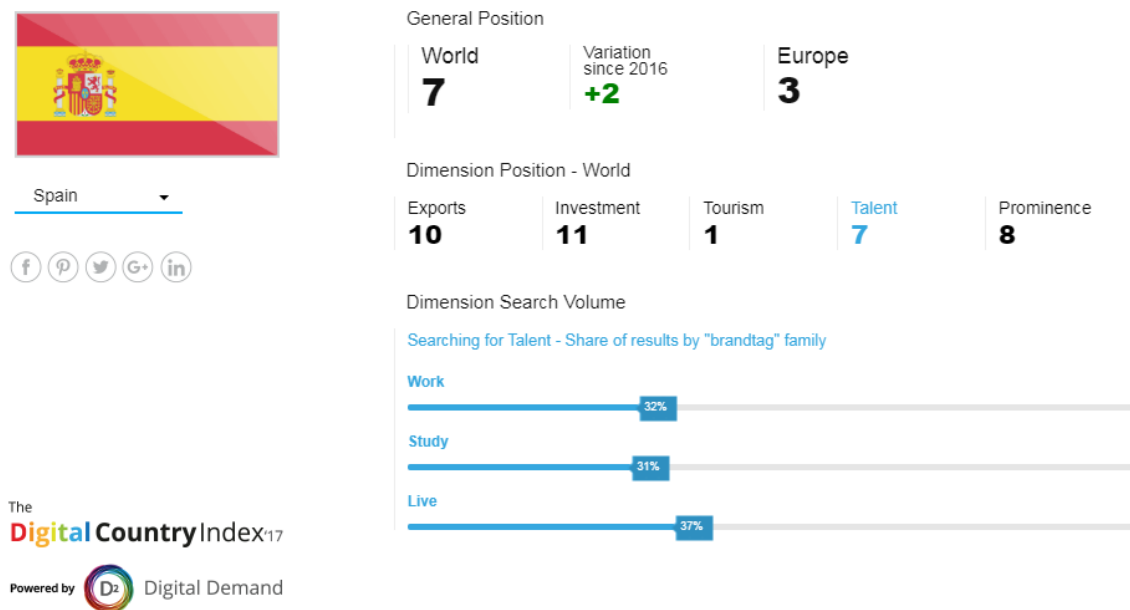 General Position
World
7
Variation
since 2016
+2
Europe
3
Spain
Dimension Position - World
Exports
10
Investment
11
Tourism
1
Talent
7
Prominence
8
Dimension Search Volume
Searching for Talent - Share of results by "brandtag" family
Work
32%
Study
31%
Live
37%
The
Digital Country Index'17
Powered by D2 Digital Demand